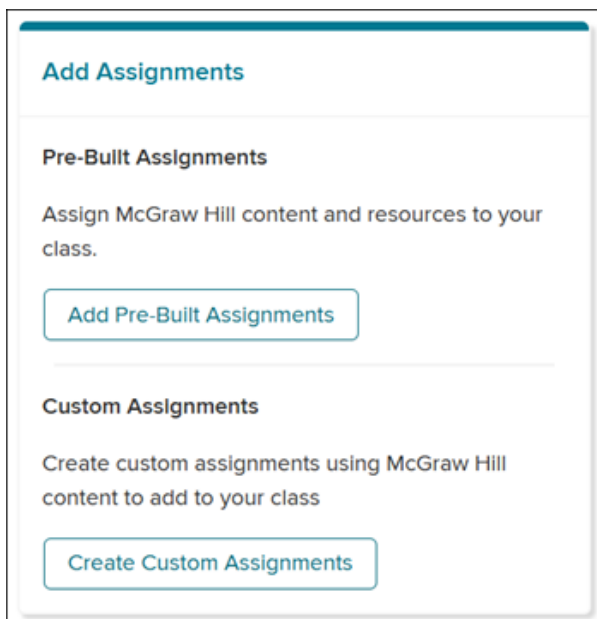 Add Assignments
Pre-Built Assignments
Assign McGraw Hill content and resources to your
class.
Add Pre-Built Assignments
Custom Assignments
Create custom assignments using McGraw Hill
content to add to your class
Create Custom Assignments